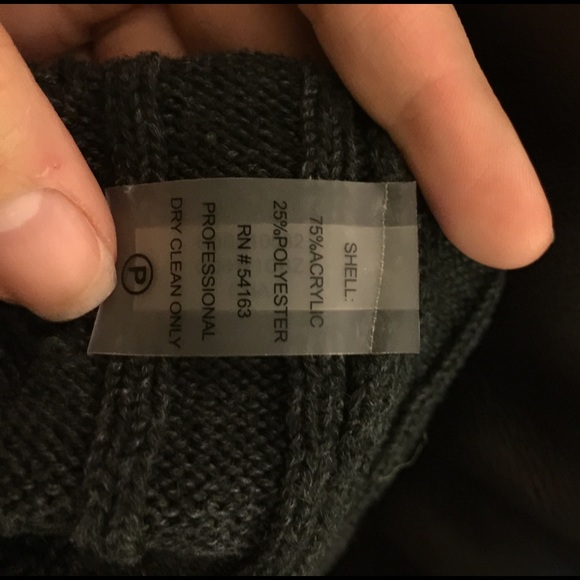 SHELL:
75%ACRYLIC
25%POLYESTER
RN # 54163
PROFESSIONAL
DRY CLEAN ONLY
P